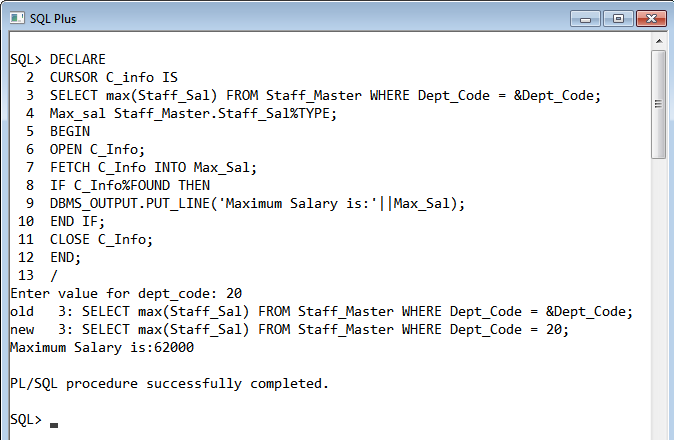 SQL Plus
SQL> DECLARE
2 CURSOR C_info IS
3 SELECT max(Staff_Sal) FROM Staff_Master WHERE Dept_Code = &Dept_Code;
4 Max_sal Staff_Master.Staff_Sal%TYPE;
5 BEGIN
6 OPEN C_Info;
7 FETCH C_Info INTO Max_Sal;
8 IF C_Info%FOUND THEN
9 DBMS_OUTPUT.PUT_LINE('Maximum Salary is:'||Max_Sal);
10 END IF;
11 CLOSE C_Info;
12 END;
13 /
Enter value for dept_code: 20
old 3: SELECT max(Staff_Sal) FROM Staff_Master WHERE Dept_Code = &Dept_Code;
new 3: SELECT max(Staff_Sal) FROM Staff_Master WHERE Dept_Code = 20;
Maximum Salary is:62000
PL/SQL procedure successfully completed.
SQL>